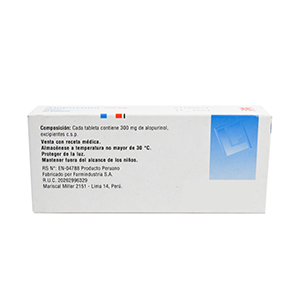 Composición: Cada tableta contiene 300 mg de alopurinol,
excipientes c.s.p.
Venta con receta médica.
Almacénese a temperatura no mayor de 30 °C.
Proteger de la luz.
Mantener fuera del alcance de los niños.
RS N°: EN-04788 Producto Peruano
Fabricado por Farmindustria S.A.
R.U.C. 20262996329
Mariscal Miller 2151 - Lima 14, Perú.